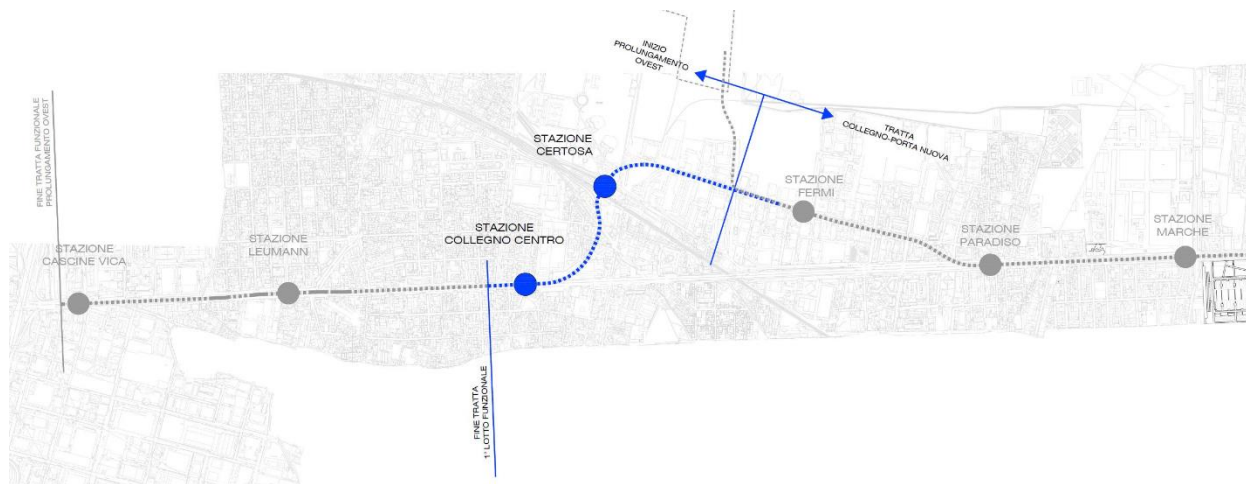 INIZIO
PROLUNGAMENTO
OVEST
TRATTA
COLLEGNO-PORTA NUOVA
FINE TRATTA FUNZIONALE
PROLUNGAMENTO OVEST
STAZIONE
CERTOSA
STAZIONE
FERMI
STAZIONE
COLLEGNO CENTRO
STAZIONE
MARCHE
STAZIONE
PARADISO
STAZIONE
LEUMANN
STAZIONE
CASCINE VICA
FINE TRATTA
1° LOTTO FUNZIONALE